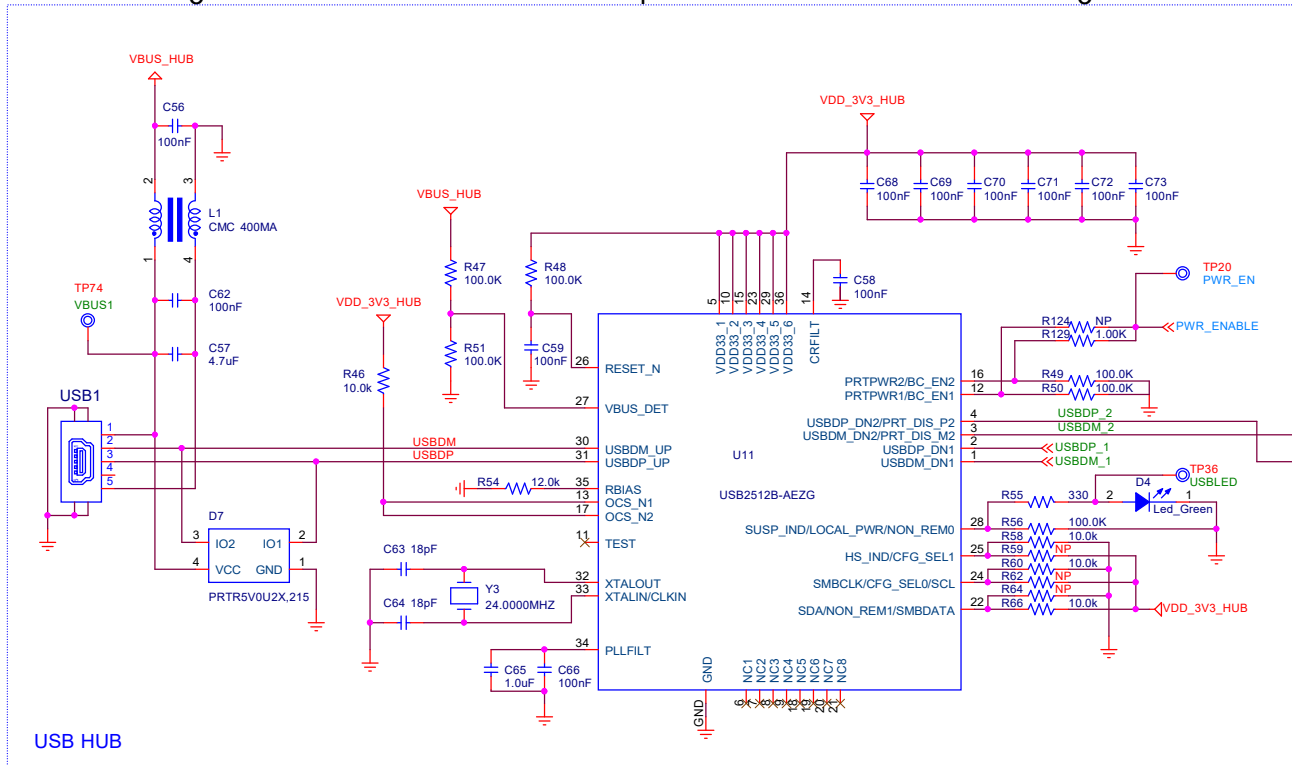 VBUS_HUB
C56
100nF
2
3
L1
CMC 400MA
1
4
TP74
VBUS1
C62
100nF
C57
4.7uF
USB1
1
2
3
4
5
USBDM
USBDP
D7
3 IO2 IO1 2
4 VCC GND 1
PRTR5V0U2X,215
VBUS_HUB
R47
100.0K
R48
100.0K
VDD_3V3_HUB
R51
100.0K
C59
100nF
R46
10.0k
R54 12.0k
C63 18pF
C64 18pF
Y3
24.0000MHZ
C65
1.0uF
C66
100nF
VDD_3V3_HUB
C68
100nF
C69
100nF
C70
100nF
C71
100nF
C72
100nF
C73
100nF
C58
100nF
5 VDD33_1
10 VDD33_2
15 VDD33_3
23 VDD33_4
29 VDD33_5
36 VDD33_6
14 CRFILT
26 RESET_N
27 VBUS_DET
30 USBDM_UP
31 USBDP_UP
35 RBIAS
13 OCS_N1
17 OCS_N2
11 TEST
32 XTALOUT
33 XTALIN/CLKIN
34 PLLFILT
U11
USB2512B-AEZG
PRTPWR2/BC_EN2 16
PRTPWR1/BC_EN1 12
USBDP_DN2/PRT_DIS_P2 4
USBDM_DN2/PRT_DIS_M2 3
USBDP_DN1 2
USBDM_DN1 1
SUSP_IND/LOCAL_PWR/NON_REM0 28
HS_IND/CFG_SEL1 25
SMBCLK/CFG_SEL0/SCL 24
SDA/NON_REM1/SMBDATA 22
GND
GND
NC1 6
NC2 7
NC3 8
NC4 9
NC5 18
NC6 19
NC7 20
NC8 21
TP20
PWR_EN
R124 NP
R129 1.00K
PWR_ENABLE
R49 100.0K
R50 100.0K
USBDP_2
USBDM_2
USBDP_1
USBDM_1
TP36
USBLED
D4
R55 330 2 1
Led_Green
R56 100.0K
R58 10.0k
R59 NP
R60 10.0k
R62 NP
R64 NP
R66 10.0k
VDD_3V3_HUB
USB HUB